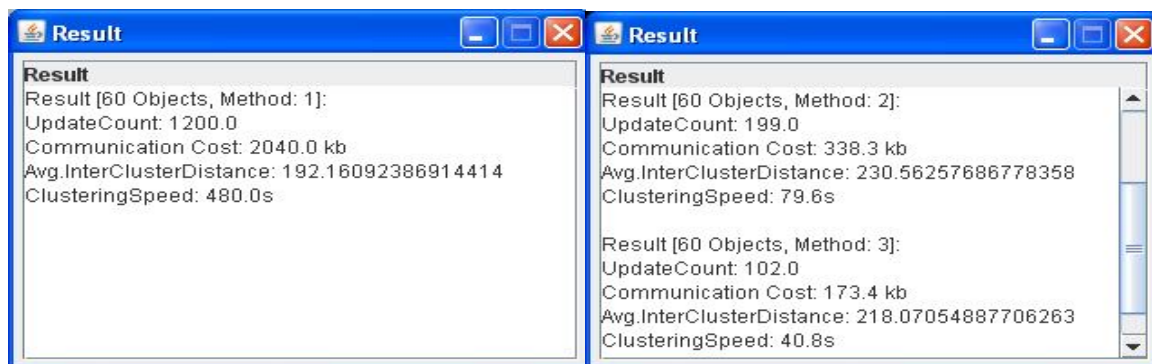 Result
Result
Result [60 Objects, Method: 1]:
UpdateCount: 1200.0
Communication Cost: 2040.0 kb
Avg.InterClusterDistance: 192.16092386914414
ClusteringSpeed: 480.0s
Result
Result
Result [60 Objects, Method: 2]:
UpdateCount: 199.0
Communication Cost: 338.3 kb
Avg.InterClusterDistance: 230.56257686778358
ClusteringSpeed: 79.6s
Result [60 Objects, Method: 3]:
UpdateCount: 102.0
Communication Cost: 173.4 kb
Avg.InterClusterDistance: 218.07054887706263
ClusteringSpeed: 40.8s